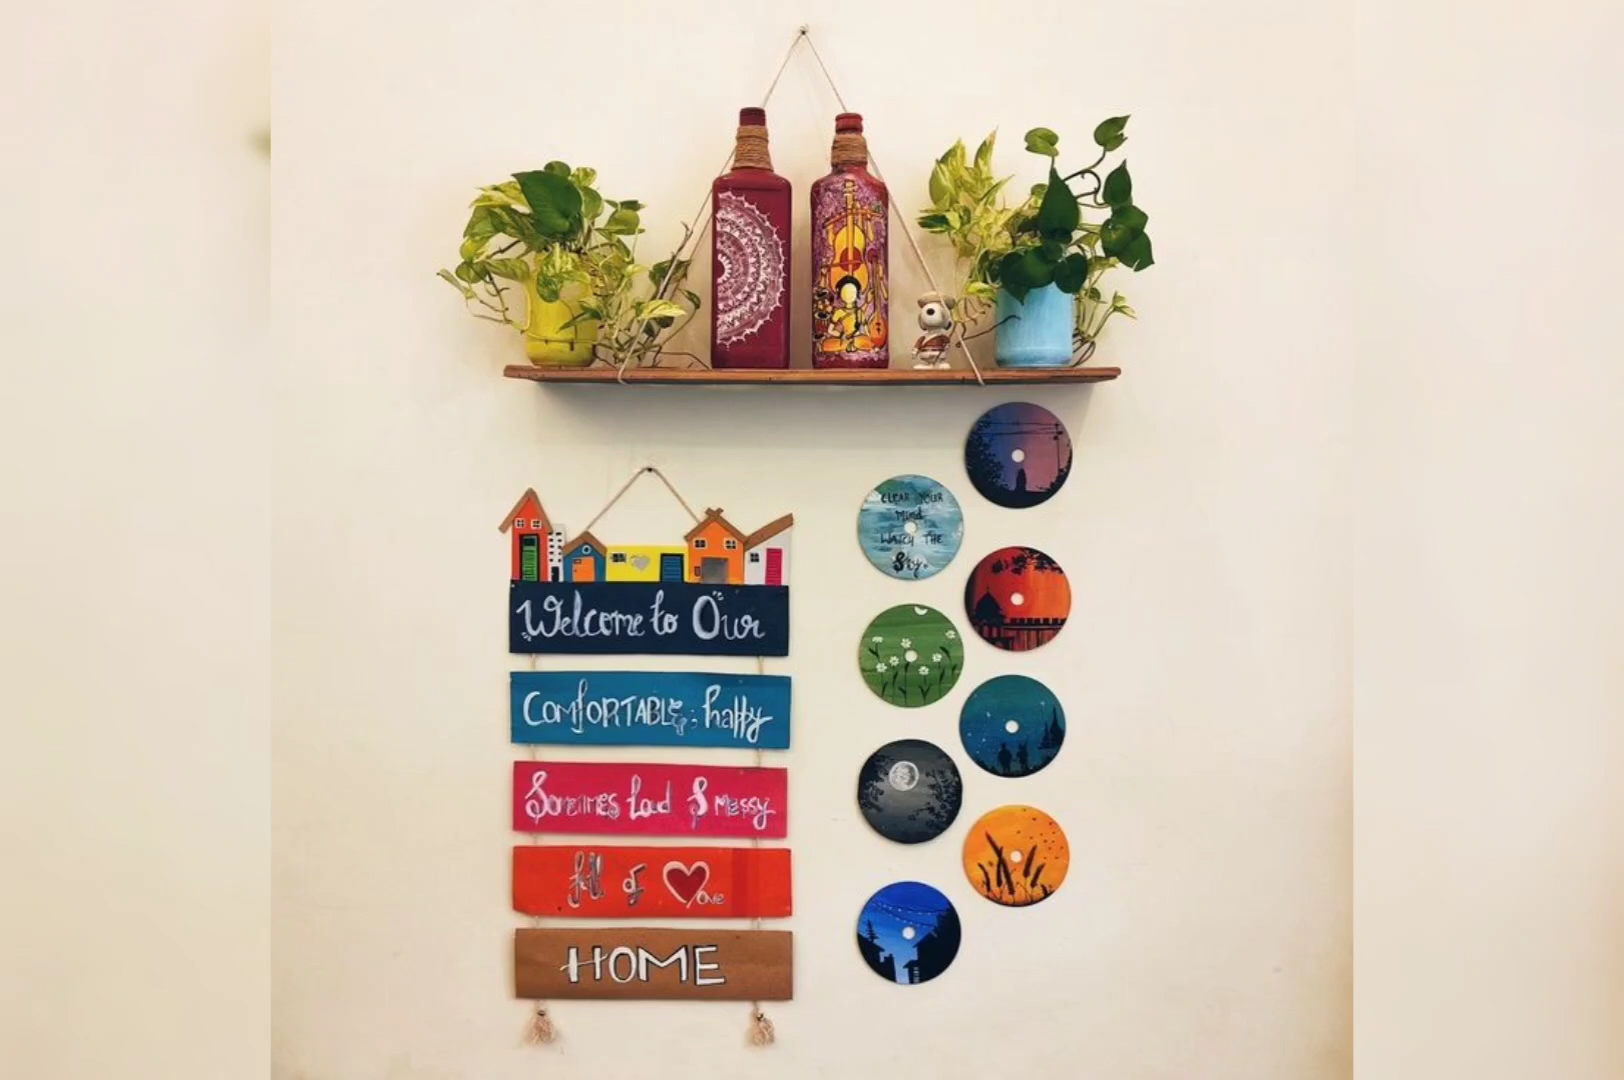 Welcome to Our
COMfORTABLE, happy
Sometimes Loud & messy
full of
Love
HOME
CLEAR YOUR
Mind
WATCH THE
Sky.